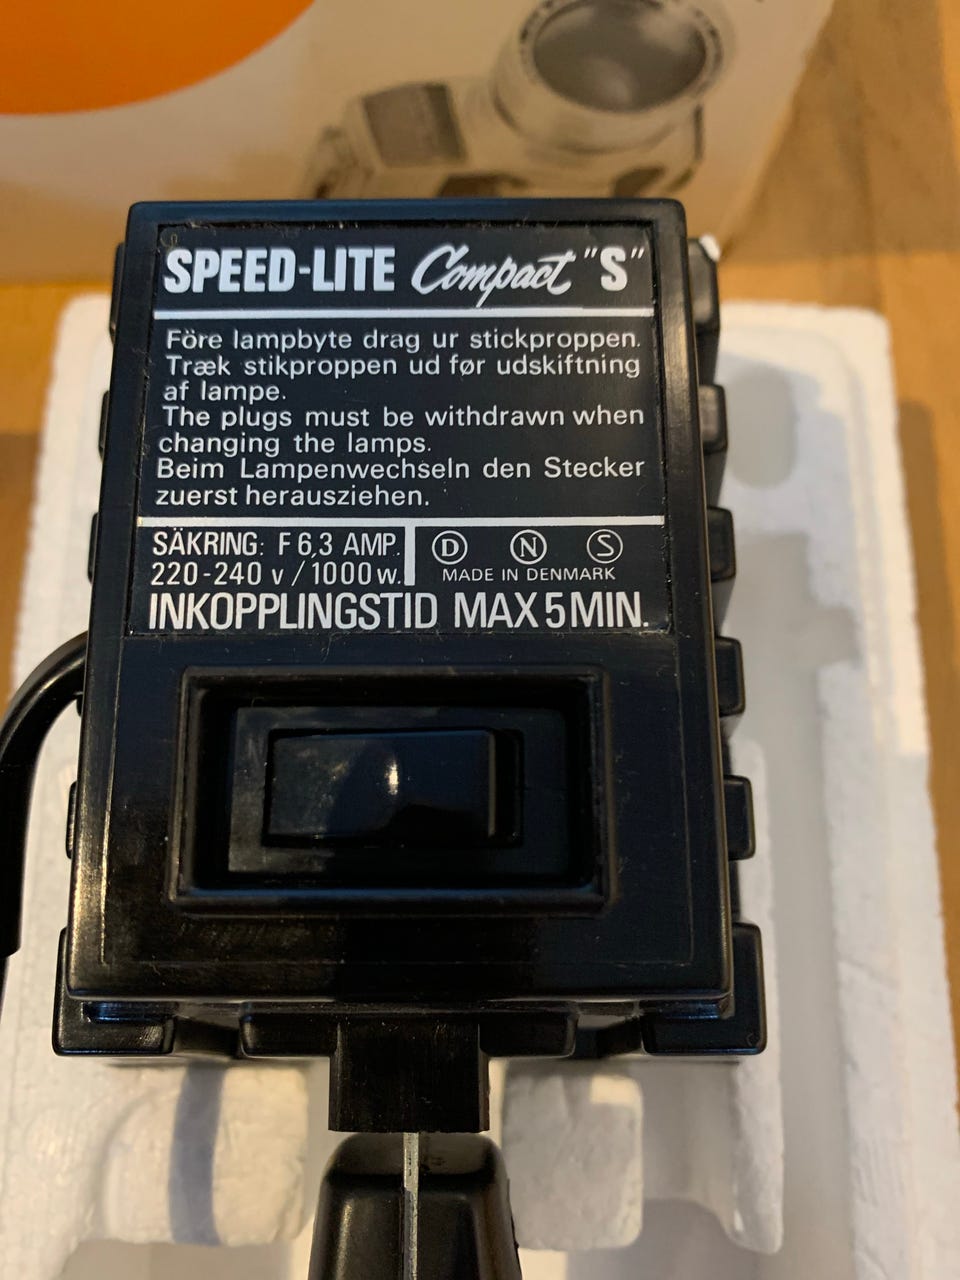 SPEED-LITE Compact "S"
Före lampbyte drag ur stickproppen.
Træk stikproppen ud før udskiftning
af lampe.
The plugs must be withdrawn when
changing the lamps.
Beim Lampenwechseln den Stecker
zuerst herausziehen.
SÄKRING: F 6,3 AMP. D N S
220-240 v / 1000 w. MADE IN DENMARK
INKOPPLINGSTID MAX 5 MIN.